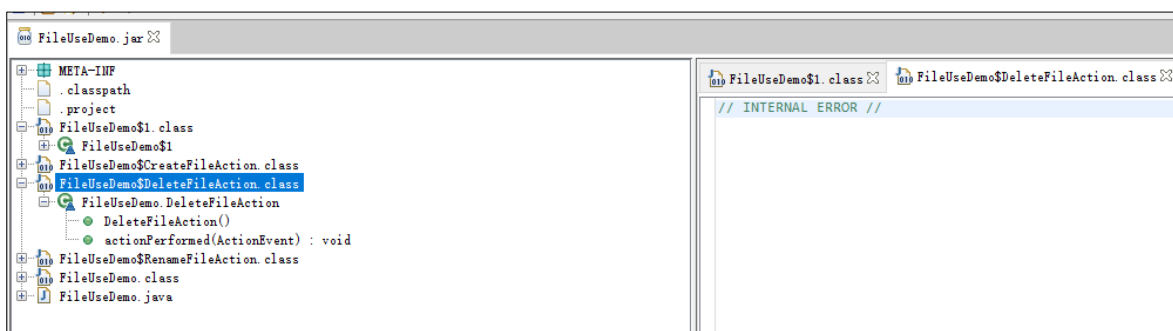 FileUseDemo.jar
META-INF
.classpath
.project
FileUseDemo$1.class
FileUseDemo$1
FileUseDemo$CreateFileAction.class
FileUseDemo$DeleteFileAction.class
FileUseDemo.DeleteFileAction
DeleteFileAction()
actionPerformed(ActionEvent) : void
FileUseDemo$RenameFileAction.class
FileUseDemo.class
FileUseDemo.java
FileUseDemo$1.class FileUseDemo$DeleteFileAction.class
// INTERNAL ERROR //